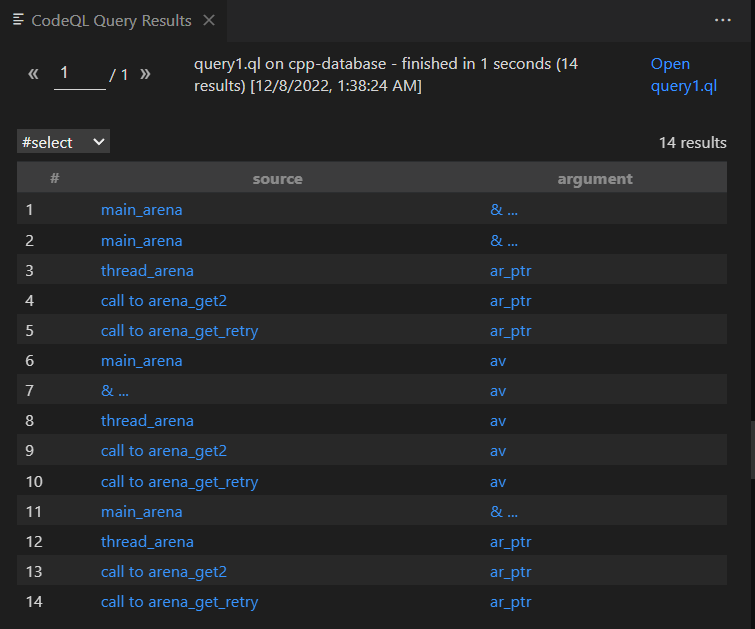 CodeQL Query Results
1 / 1
query1.ql on cpp-database - finished in 1 seconds (14
results) [12/8/2022, 1:38:24 AM]
Open
query1.ql
#select
14 results
# source argument
1 main_arena & ...
2 main_arena & ...
3 thread_arena ar_ptr
4 call to arena_get2 ar_ptr
5 call to arena_get_retry ar_ptr
6 main_arena av
7 & ... av
8 thread_arena av
9 call to arena_get2 av
10 call to arena_get_retry av
11 main_arena & ...
12 thread_arena ar_ptr
13 call to arena_get2 ar_ptr
14 call to arena_get_retry ar_ptr